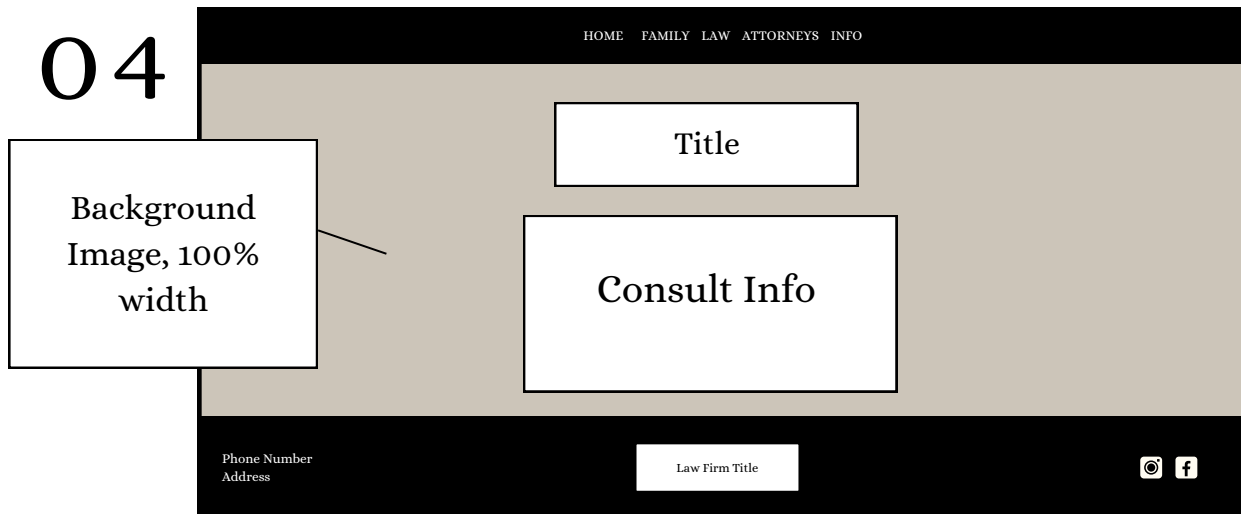 04
HOME FAMILY LAW ATTORNEYS INFO
Title
Background
Image, 100%
width
Consult Info
Phone Number
Address
Law Firm Title